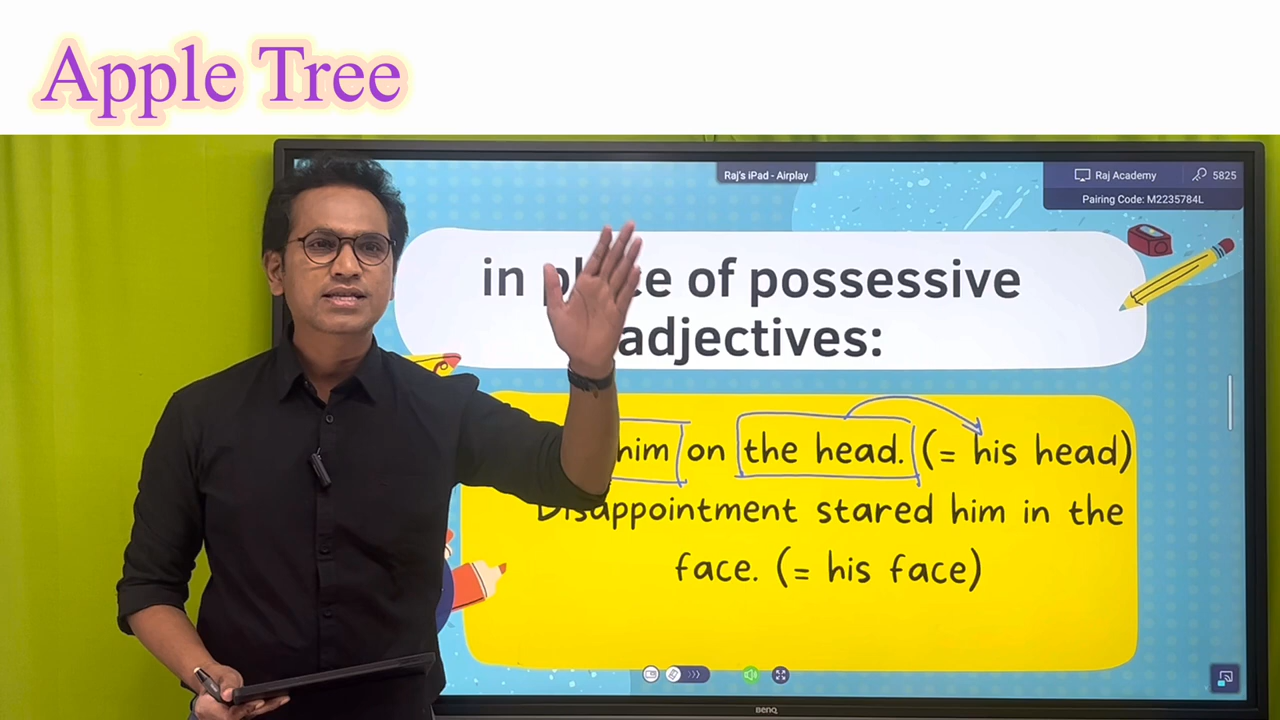 Apple Tree
Raj's iPad - Airplay
Raj Academy 5825
Pairing Code: M2235784L
in of possessive
adjectives:
him on the head. (= his head)
Disappointment stared him in the
face. (= his face)
BenQ